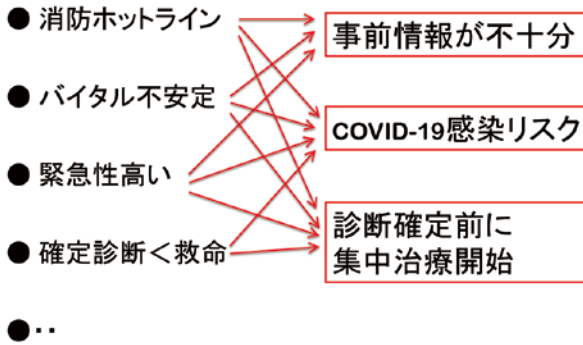 ● 消防ホットライン
● バイタル不安定
● 緊急性高い
● 確定診断＜救命
●‥
事前情報が不十分
COVID-19感染リスク
診断確定前に
集中治療開始